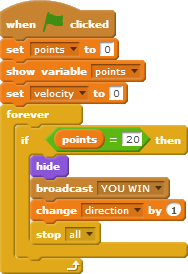 when clicked
set points to 0
show variable points
set velocity to 0
forever
if points = 20 then
hide
broadcast YOU WIN
change direction by 1
stop all